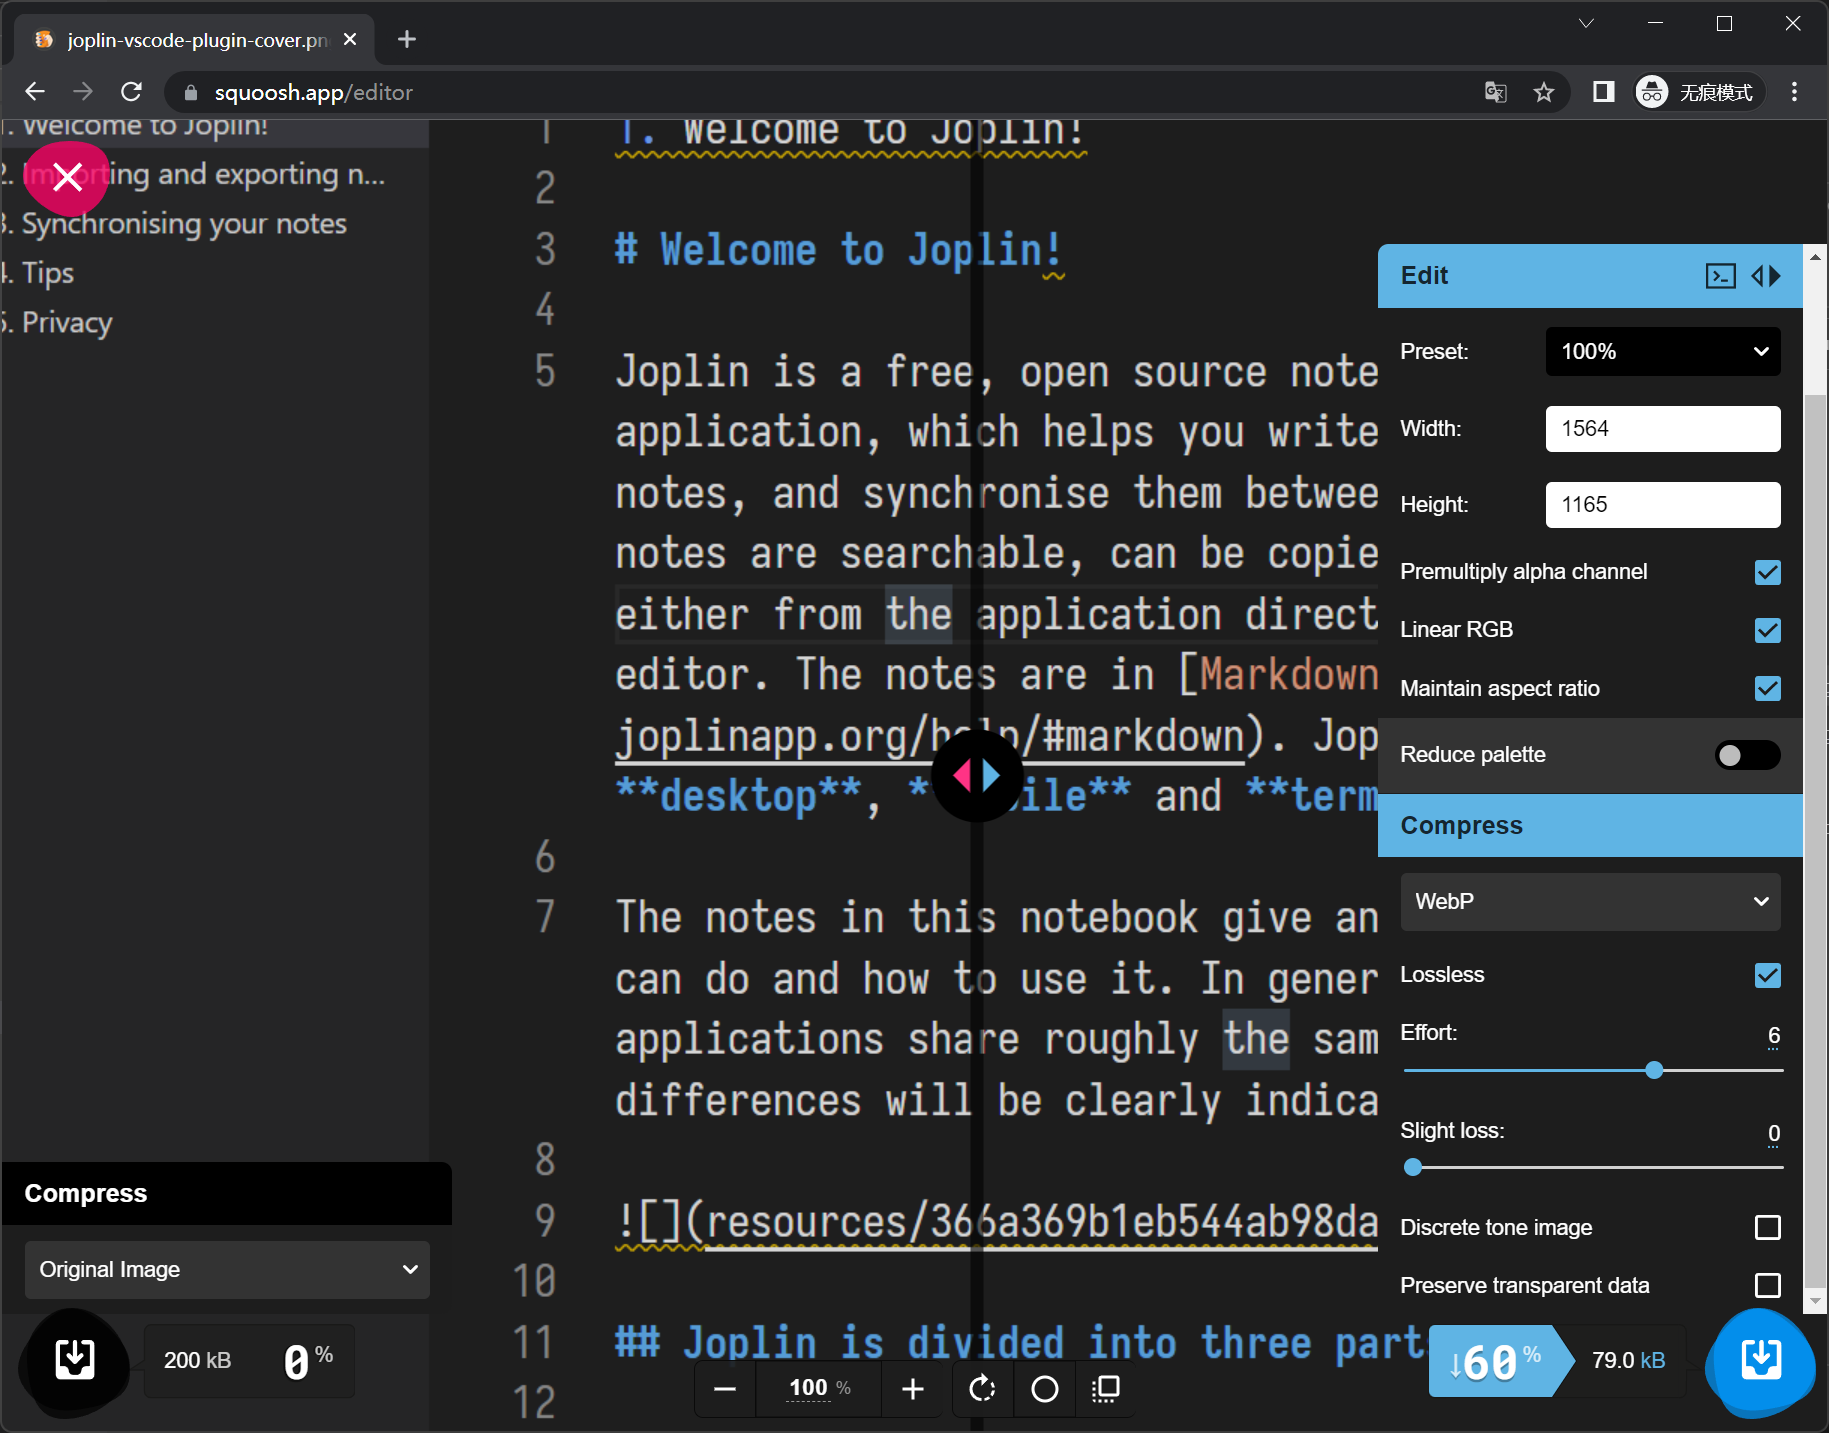 joplin-vscode-plugin-cover.pn
squoosh.app/editor
无痕模式
1. Welcome to Joplin!
2. Importing and exporting n...
3. Synchronising your notes
4. Tips
5. Privacy
1 1. Welcome to Joplin!
2
3 # Welcome to Joplin!
4
5 Joplin is a free, open source note
application, which helps you write
notes, and synchronise them betwee
notes are searchable, can be copie
either from the application direct
editor. The notes are in [Markdown
joplinapp.org/help/#markdown). Jop
**desktop**, **mobile** and **term
6
7 The notes in this notebook give an
can do and how to use it. In gener
applications share roughly the sam
differences will be clearly indica
8
9 ![](resources/366a369b1eb544ab98da
10
11 ## Joplin is divided into three parts
12
Edit
Preset: 100%
Width: 1564
Height: 1165
Premultiply alpha channel
Linear RGB
Maintain aspect ratio
Reduce palette
Compress
WebP
Lossless
Effort: 6
Slight loss: 0
Discrete tone image
Preserve transparent data
Compress
Original Image
200 kB 0 %
100 %
↓60 % 79.0 kB